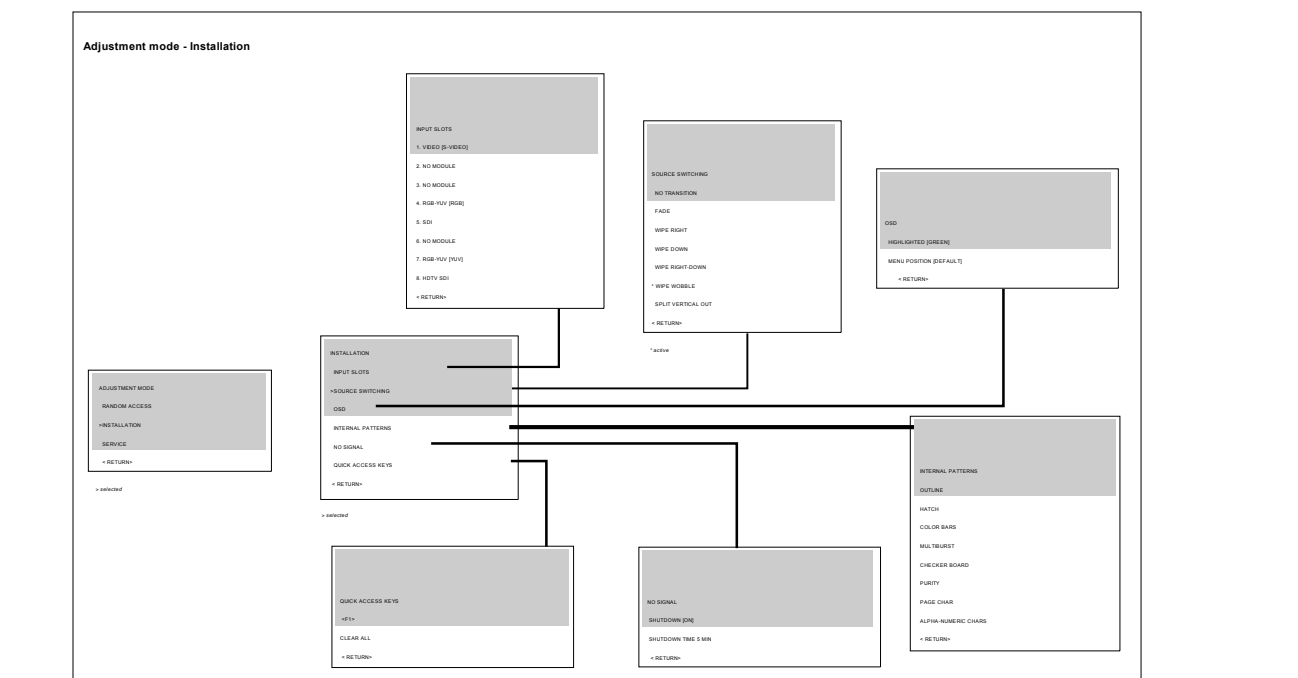 Adjustment mode - Installation
INPUT SLOTS
1. VIDEO [S-VIDEO]
2. NO MODULE
3. NO MODULE
4. RGB-YUV [RGB]
5. SDI
6. NO MODULE
7. RGB-YUV [YUV]
8. HDTV SDI
< RETURN>
SOURCE SWITCHING
NO TRANSITION
FADE
WIPE RIGHT
WIPE DOWN
WIPE RIGHT-DOWN
* WIPE WOBBLE
SPLIT VERTICAL OUT
< RETURN>
* active
OSD
HIGHLIGHTED [GREEN]
MENU POSITION [DEFAULT]
< RETURN>
ADJUSTMENT MODE
RANDOM ACCESS
>INSTALLATION
SERVICE
< RETURN>
> selected
INSTALLATION
INPUT SLOTS
>SOURCE SWITCHING
OSD
INTERNAL PATTERNS
NO SIGNAL
QUICK ACCESS KEYS
< RETURN>
> selected
INTERNAL PATTERNS
OUTLINE
HATCH
COLOR BARS
MULTIBURST
CHECKER BOARD
PURITY
PAGE CHAR
ALPHA-NUMERIC CHARS
< RETURN>
QUICK ACCESS KEYS
<F1>
CLEAR ALL
< RETURN>
NO SIGNAL
SHUTDOWN [ON]
SHUTDOWN TIME 5 MIN
< RETURN>